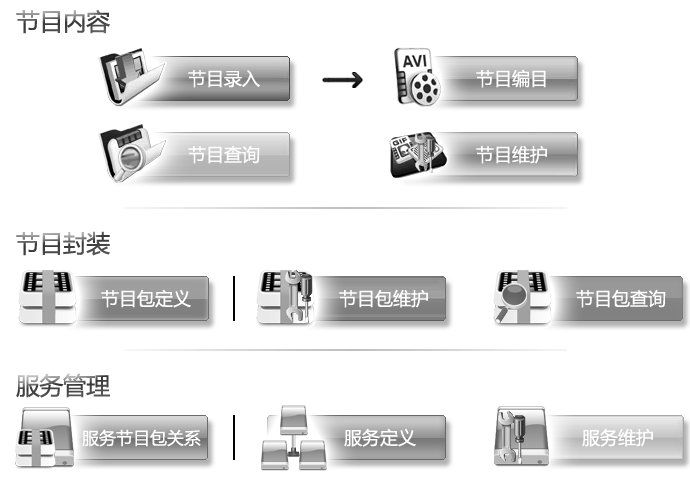 节目内容
节目录入
AVI
节目编目
节目查询
GIF
节目维护
节目封装
节目包定义
节目包维护
节目包查询
服务管理
服务节目包关系
服务定义
服务维护